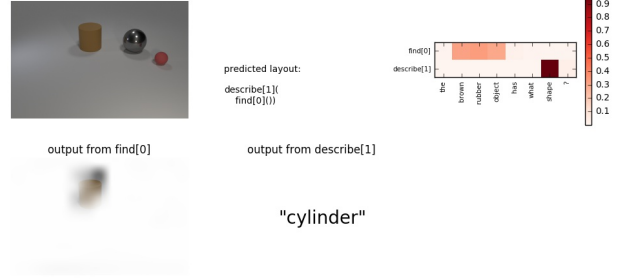 predicted layout:
describe[1](
find[0]())
find[0]
describe[1]
the
brown
rubber
object
has
what
shape
?
0.9
0.8
0.7
0.6
0.5
0.4
0.3
0.2
0.1
output from find[0]
output from describe[1]
"cylinder"